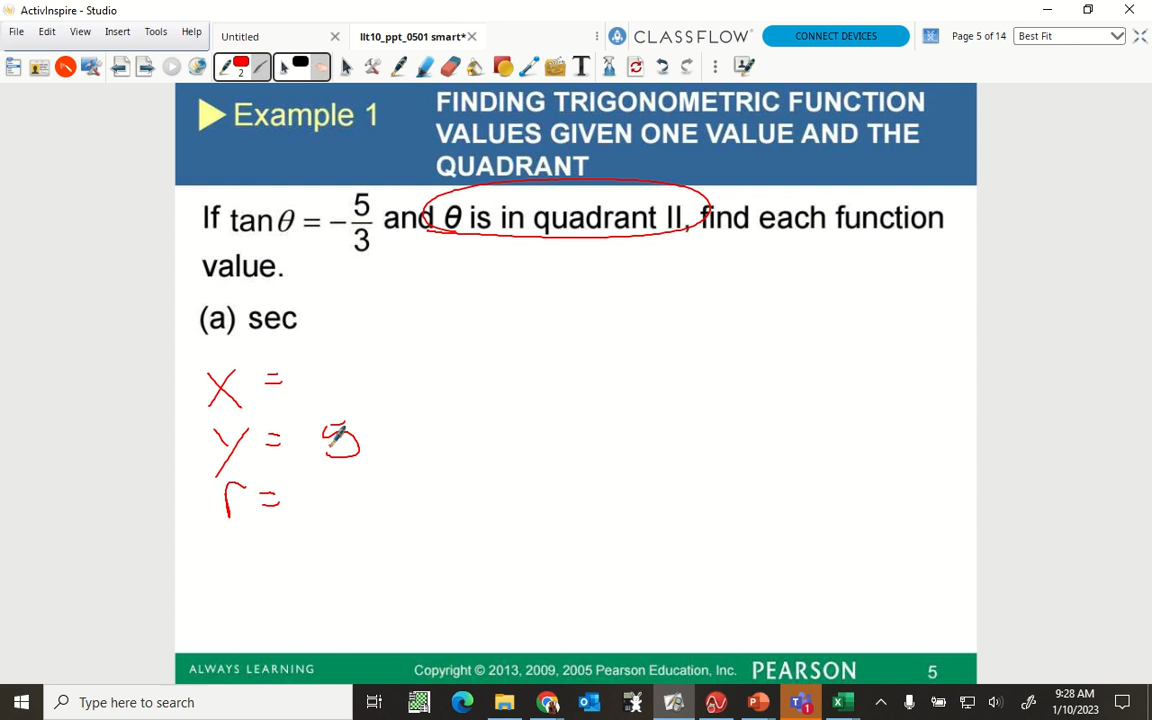 ActivInspire - Studio
File Edit View Insert Tools Help
Untitled
llt10_ppt_0501 smart*
CLASSFLOW
CONNECT DEVICES
Page 5 of 14
Best Fit
2
Example 1
FINDING TRIGONOMETRIC FUNCTION
VALUES GIVEN ONE VALUE AND THE
QUADRANT
If tan θ = −5/3 and θ is in quadrant II, find each function
value.
(a) sec
x =
y = 5
r =
ALWAYS LEARNING
Copyright © 2013, 2009, 2005 Pearson Education, Inc.
PEARSON
5
Type here to search
9:28 AM
1/10/2023